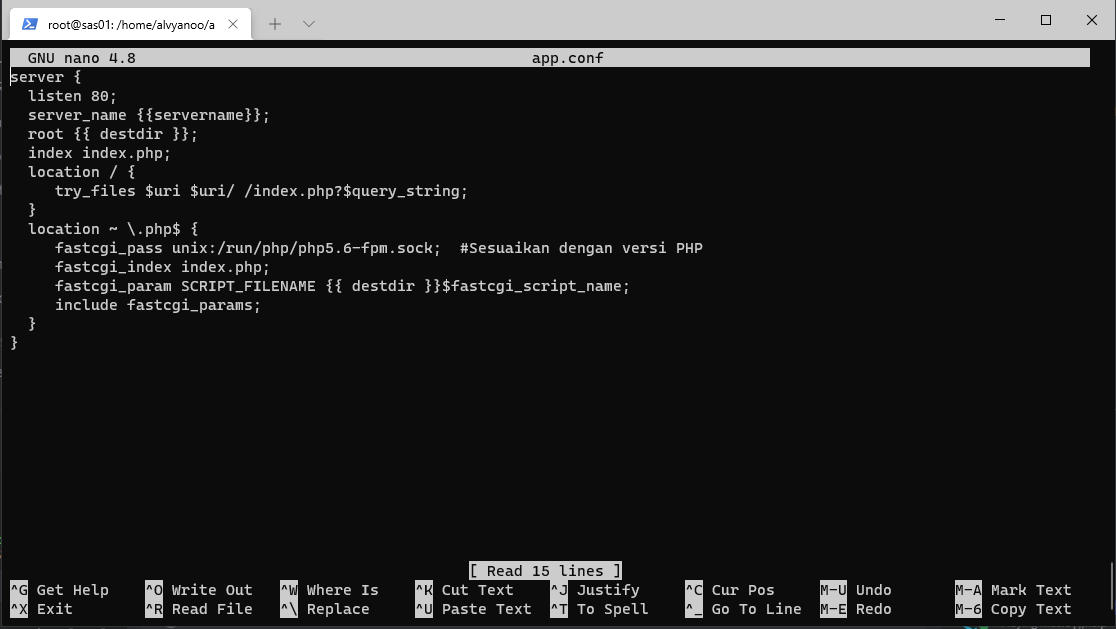 root@sas01: /home/alvyanoo/a
GNU nano 4.8 app.conf
server {
  listen 80;
  server_name {{servername}};
  root {{ destdir }};
  index index.php;
  location / {
     try_files $uri $uri/ /index.php?$query_string;
  }
  location ~ \.php$ {
     fastcgi_pass unix:/run/php/php5.6-fpm.sock;  #Sesuaikan dengan versi PHP
     fastcgi_index index.php;
     fastcgi_param SCRIPT_FILENAME {{ destdir }}$fastcgi_script_name;
     include fastcgi_params;
  }
}
[ Read 15 lines ]
^G Get Help ^O Write Out ^W Where Is ^K Cut Text ^J Justify ^C Cur Pos M-U Undo M-A Mark Text
^X Exit ^R Read File ^\ Replace ^U Paste Text ^T To Spell ^_ Go To Line M-E Redo M-6 Copy Text